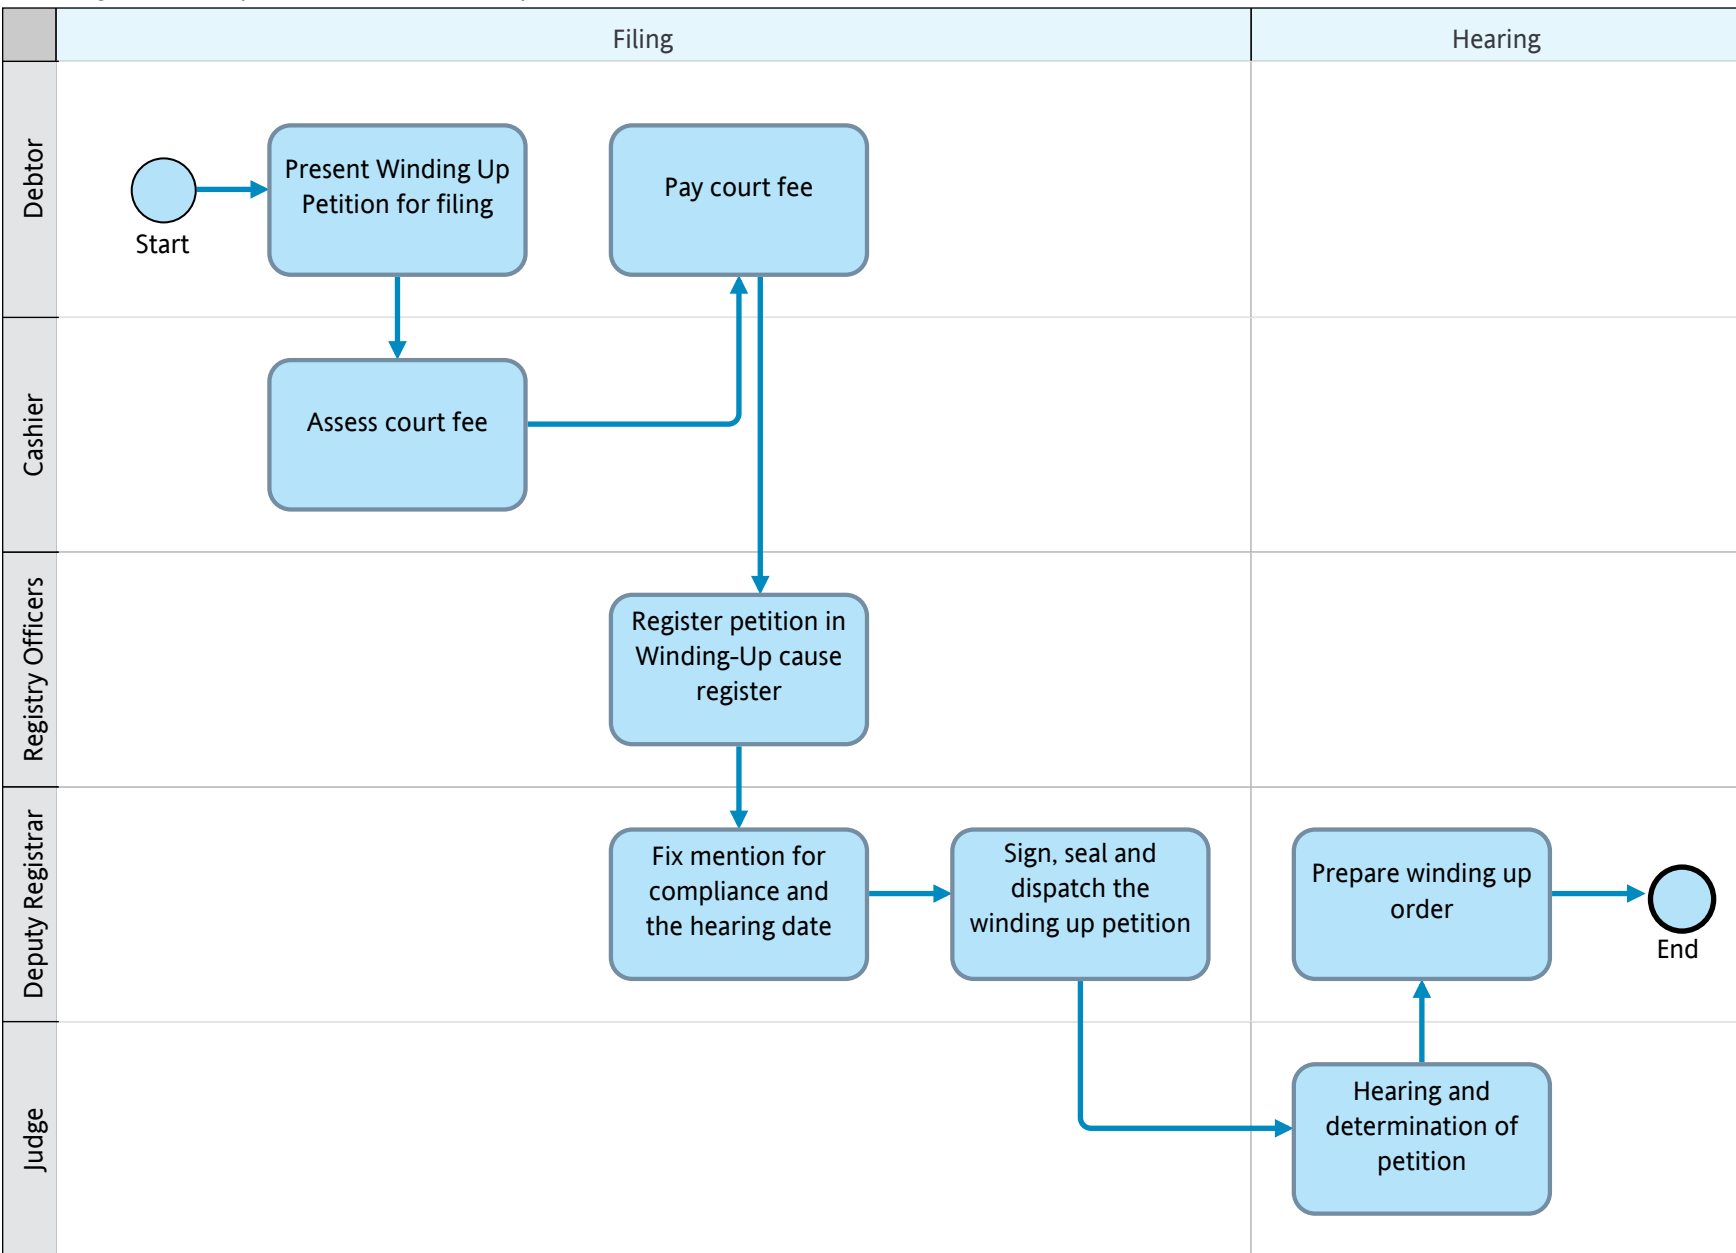 Filing
Hearing
Debtor
Start
Present Winding Up
Petition for filing
Pay court fee
Cashier
Assess court fee
Registry Officers
Register petition in
Winding-Up cause
register
Deputy Registrar
Fix mention for
compliance and
the hearing date
Sign, seal and
dispatch the
winding up petition
Prepare winding up
order
End
Judge
Hearing and
determination of
petition